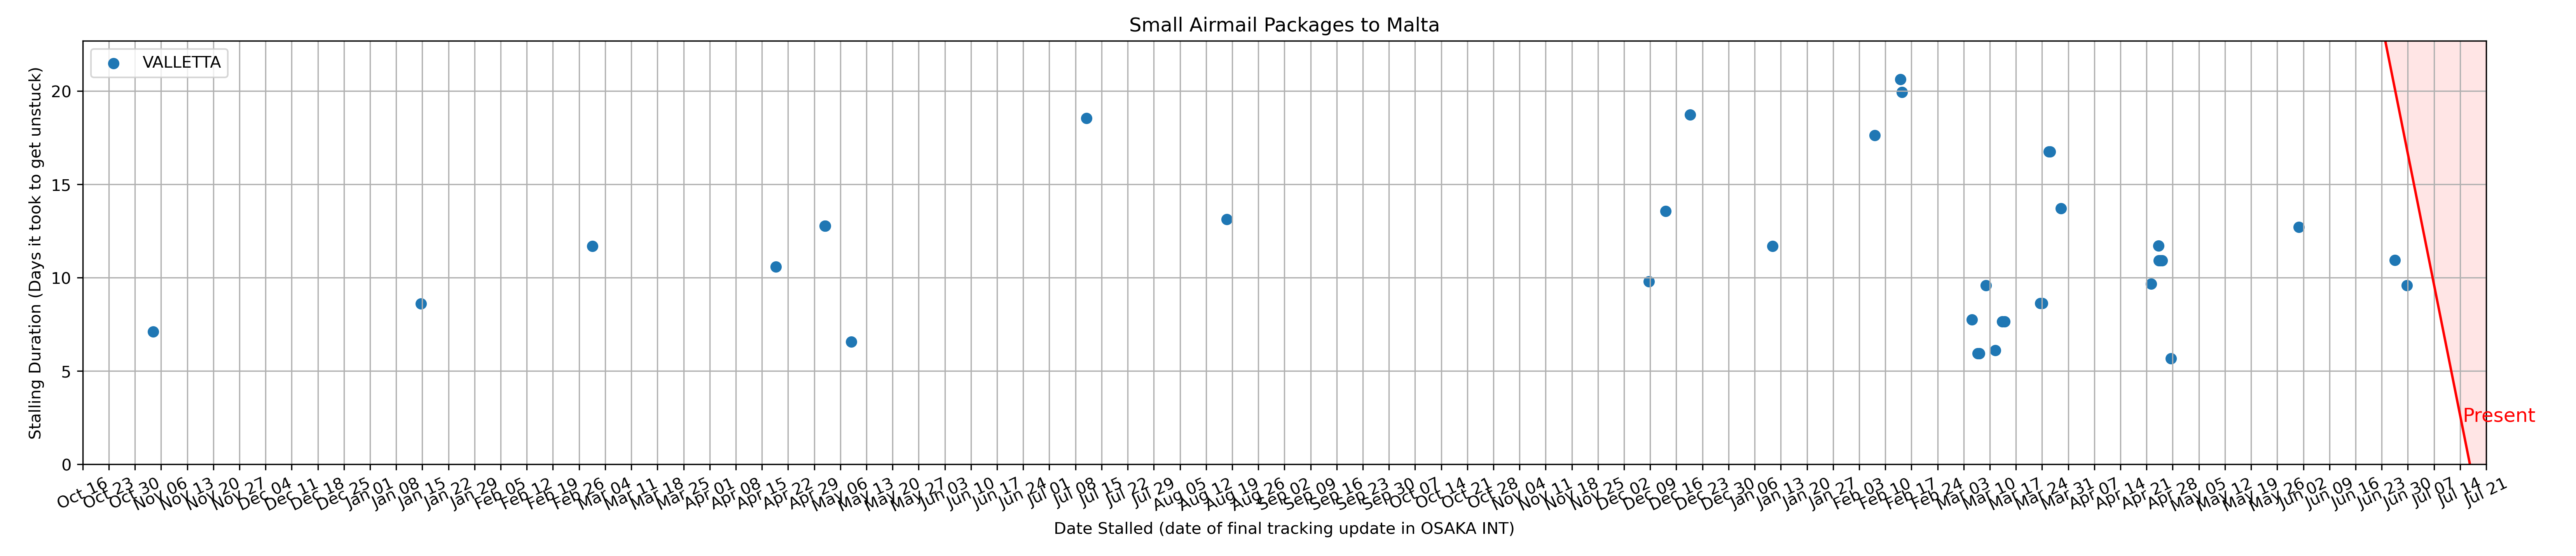 Small Airmail Packages to Malta
VALLETTA
Stalling Duration (Days it took to get unstuck)
20
15
10
5
0
Present
Oct 16
Oct 23
Oct 30
Nov 06
Nov 13
Nov 20
Nov 27
Dec 04
Dec 11
Dec 18
Dec 25
Jan 01
Jan 08
Jan 15
Jan 22
Jan 29
Feb 05
Feb 12
Feb 19
Feb 26
Mar 04
Mar 11
Mar 18
Mar 25
Apr 01
Apr 08
Apr 15
Apr 22
Apr 29
May 06
May 13
May 20
May 27
Jun 03
Jun 10
Jun 17
Jun 24
Jul 01
Jul 08
Jul 15
Jul 22
Jul 29
Aug 05
Aug 12
Aug 19
Aug 26
Sep 02
Sep 09
Sep 16
Sep 23
Sep 30
Oct 07
Oct 14
Oct 21
Oct 28
Nov 04
Nov 11
Nov 18
Nov 25
Dec 02
Dec 09
Dec 16
Dec 23
Dec 30
Jan 06
Jan 13
Jan 20
Jan 27
Feb 03
Feb 10
Feb 17
Feb 24
Mar 03
Mar 10
Mar 17
Mar 24
Mar 31
Apr 07
Apr 14
Apr 21
Apr 28
May 05
May 12
May 19
May 26
Jun 02
Jun 09
Jun 16
Jun 23
Jun 30
Jul 07
Jul 14
Jul 21
Date Stalled (date of final tracking update in OSAKA INT)